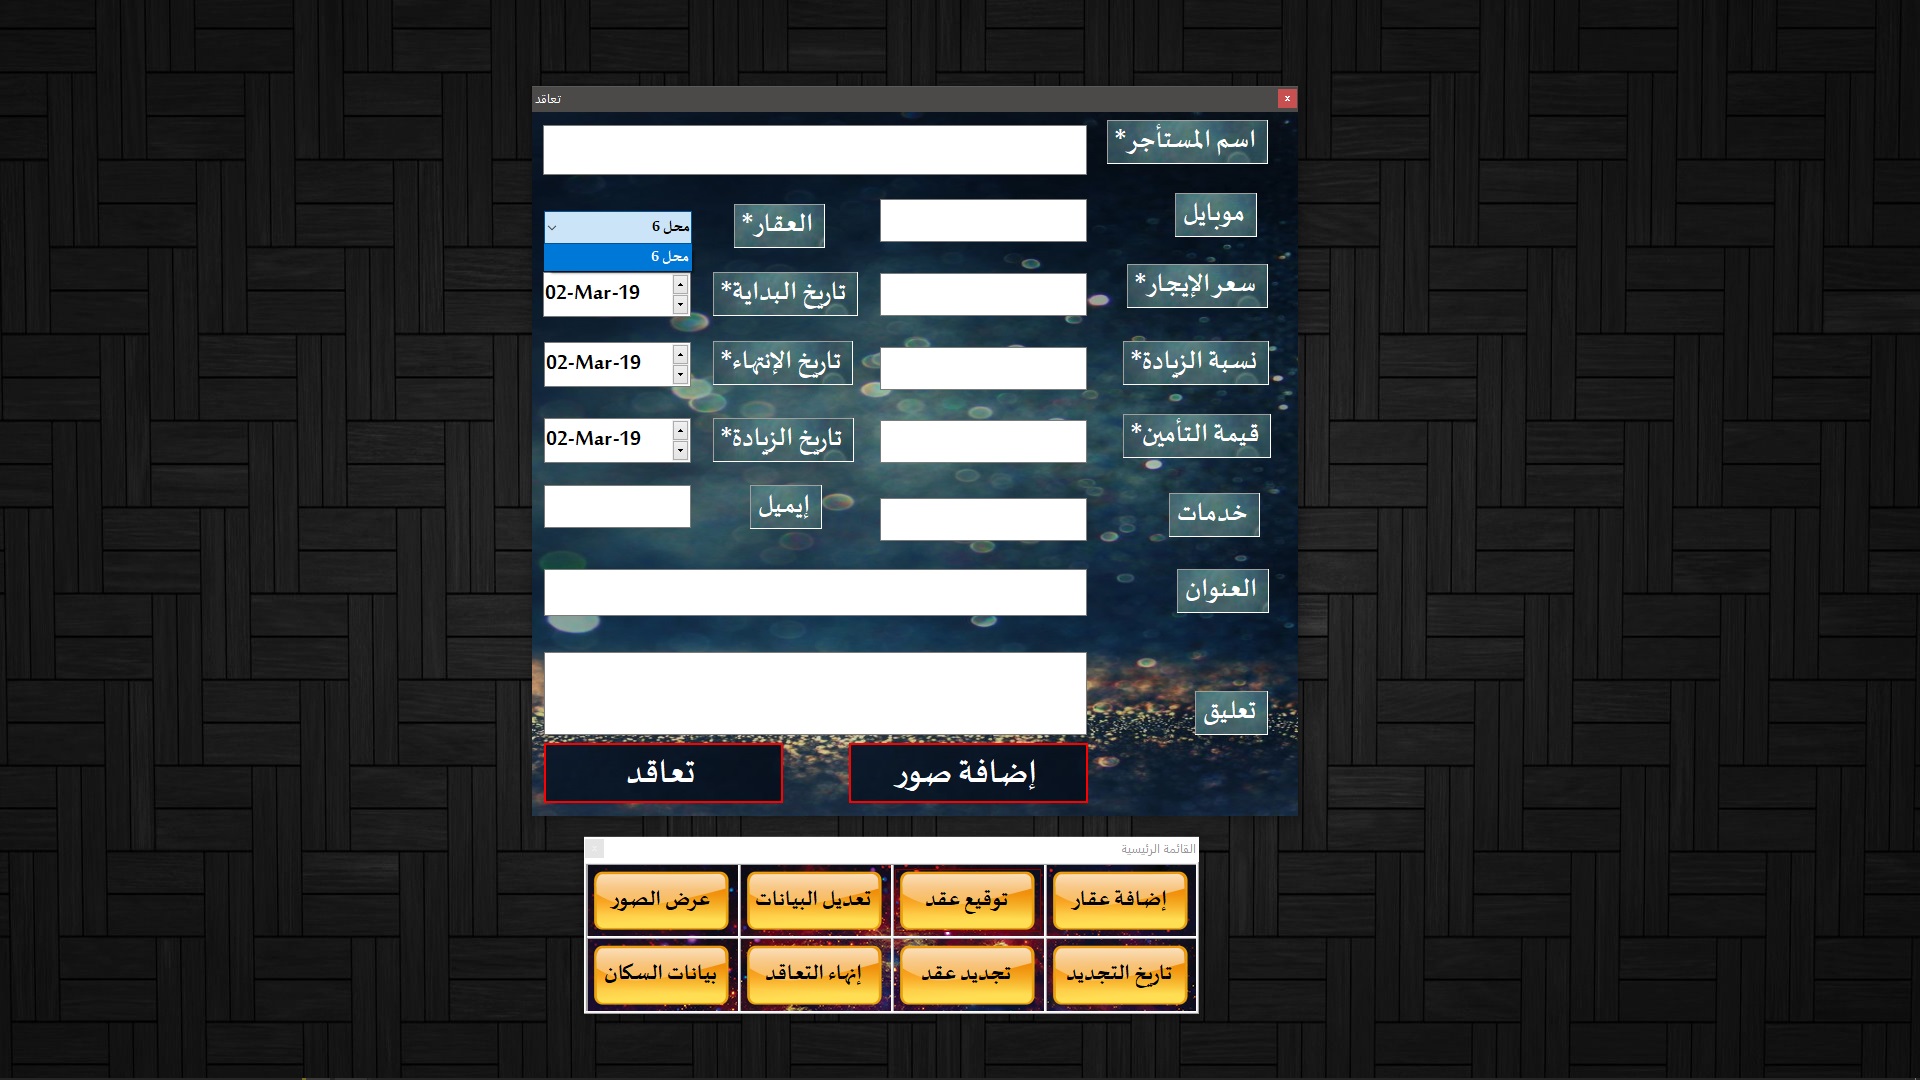 تعاقد
x
اسم المستأجر*
موبايل
العقار*
محل 6
محل 6
سعر الإيجار*
تاريخ البداية*
02-Mar-19
نسبة الزيادة*
تاريخ الإنتهاء*
02-Mar-19
قيمة التأمين*
تاريخ الزيادة*
02-Mar-19
خدمات
إيميل
العنوان
تعليق
إضافة صور
تعاقد
القائمة الرئيسية
x
إضافة عقار
توقيع عقد
تعديل البيانات
عرض الصور
تاريخ التجديد
تجديد عقد
إنهاء التعاقد
بيانات السكان